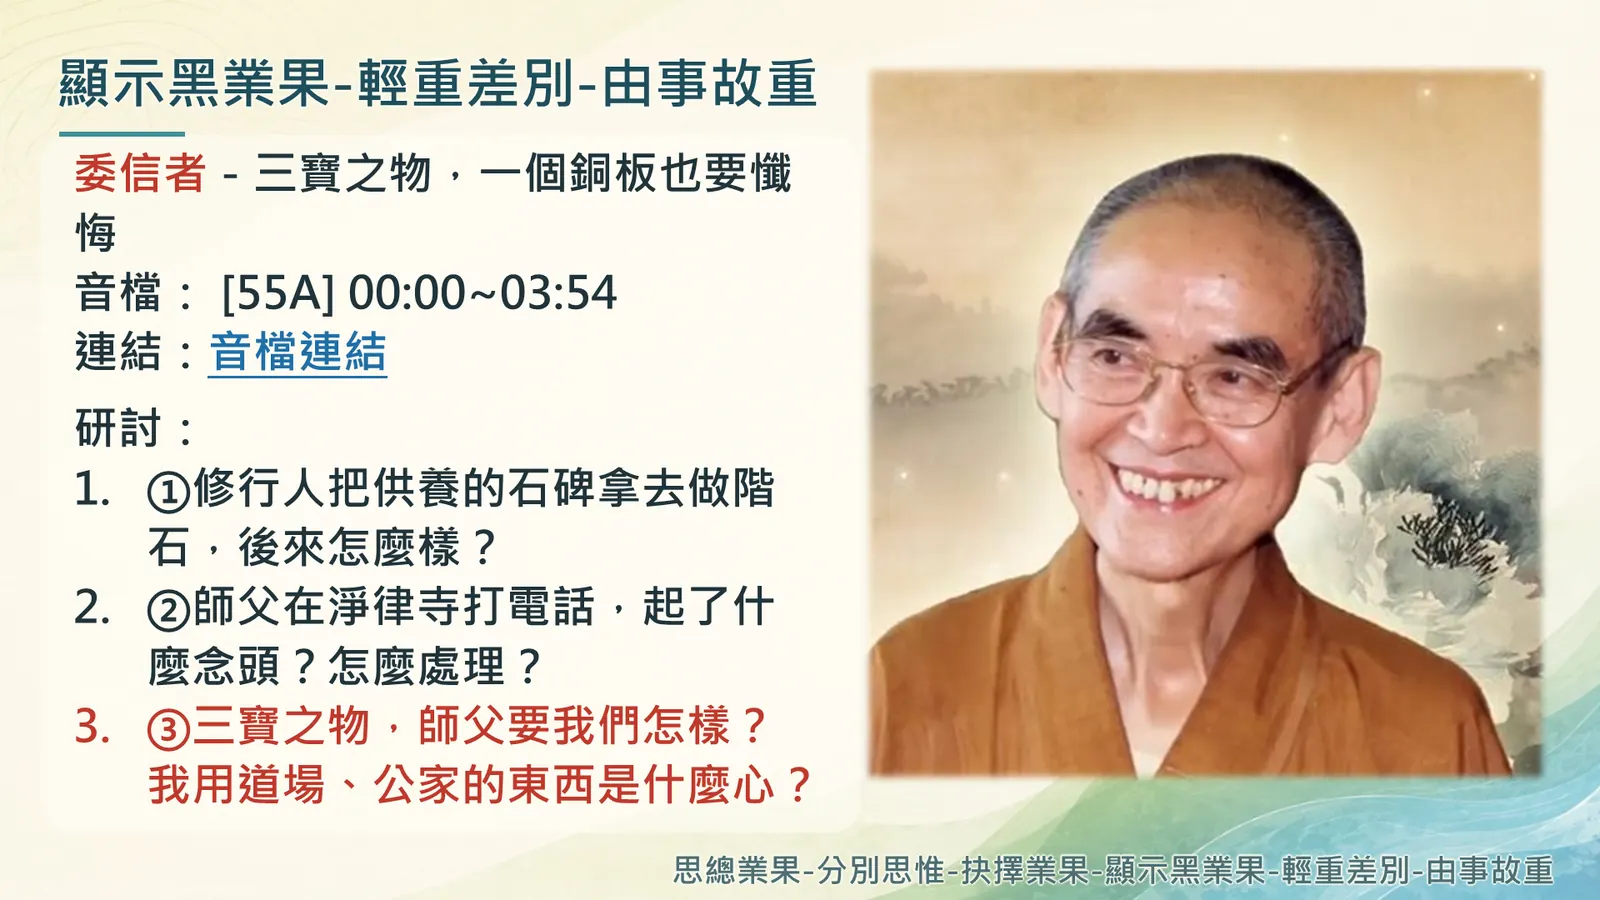 顯示黑業果-輕重差別-由事故重
委信者 - 三寶之物，一個銅板也要懺
悔
音檔： [55A] 00:00~03:54
連結：音檔連結
研討：
1. ①修行人把供養的石碑拿去做階
石，後來怎麼樣？
2. ②師父在淨律寺打電話，起了什
麼念頭？怎麼處理？
3. ③三寶之物，師父要我們怎樣？
我用道場、公家的東西是什麼心？
思總業果-分別思惟-抉擇業果-顯示黑業果-輕重差別-由事故重